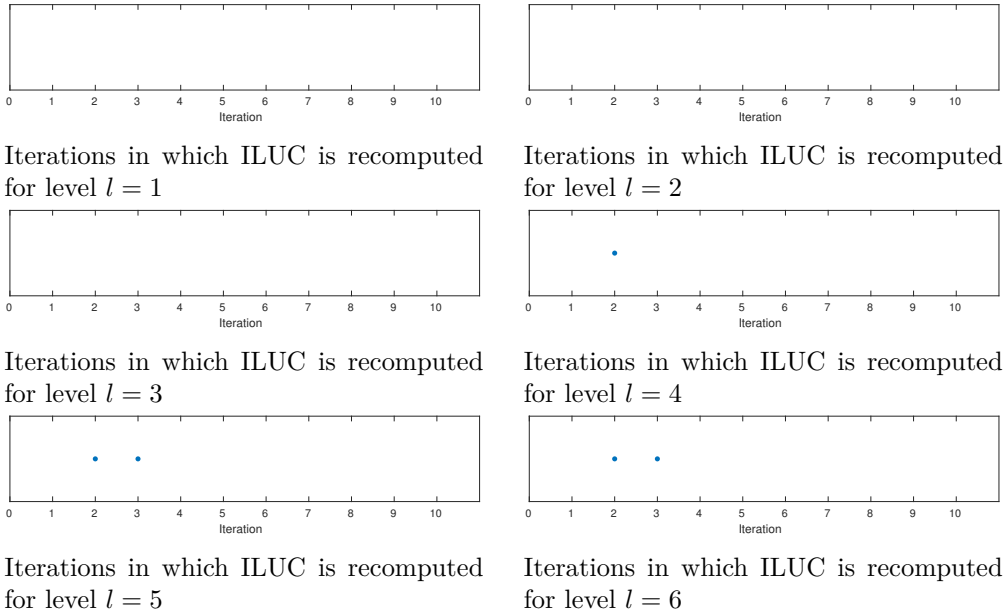 0 1 2 3 4 5 6 7 8 9 10
Iteration
Iterations in which ILUC is recomputed
for level l = 1
0 1 2 3 4 5 6 7 8 9 10
Iteration
Iterations in which ILUC is recomputed
for level l = 2
0 1 2 3 4 5 6 7 8 9 10
Iteration
Iterations in which ILUC is recomputed
for level l = 3
0 1 2 3 4 5 6 7 8 9 10
Iteration
Iterations in which ILUC is recomputed
for level l = 4
0 1 2 3 4 5 6 7 8 9 10
Iteration
Iterations in which ILUC is recomputed
for level l = 5
0 1 2 3 4 5 6 7 8 9 10
Iteration
Iterations in which ILUC is recomputed
for level l = 6